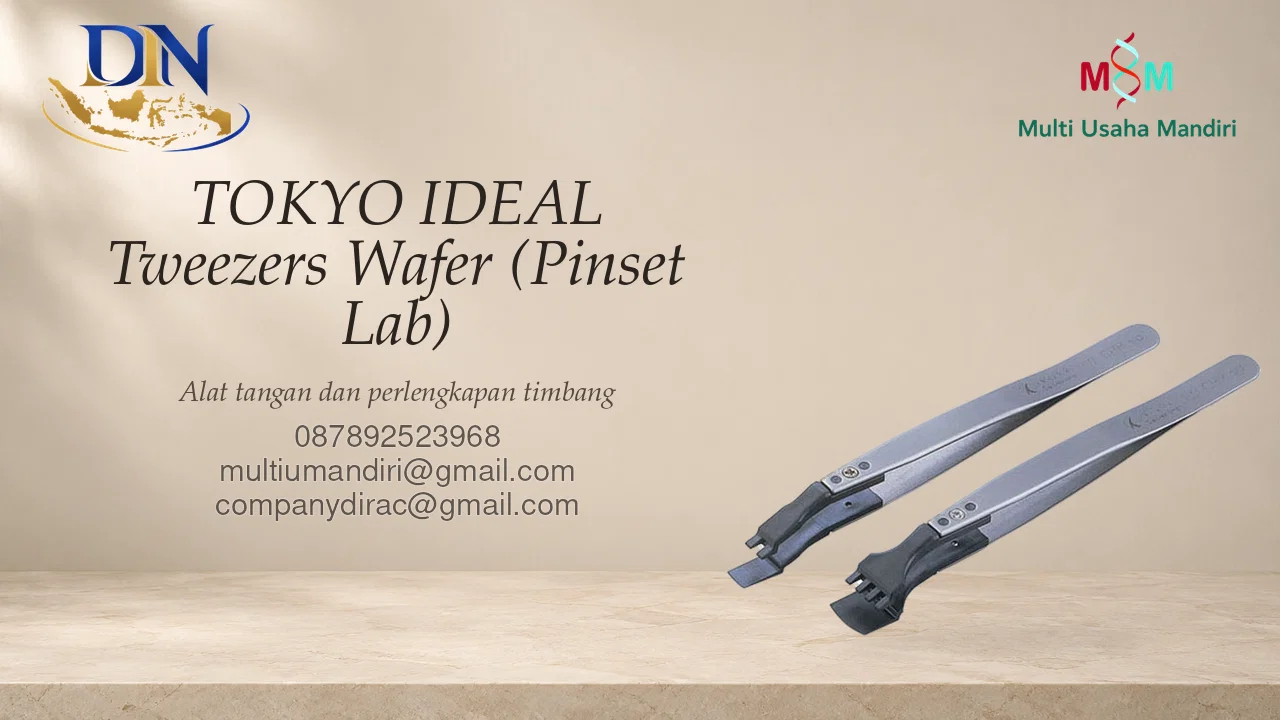 DN
M M
Multi Usaha Mandiri
TOKYO IDEAL
Tweezers Wafer (Pinset
Lab)
Alat tangan dan perlengkapan timbang
087892523968
multiumandiri@gmail.com
companydirac@gmail.com